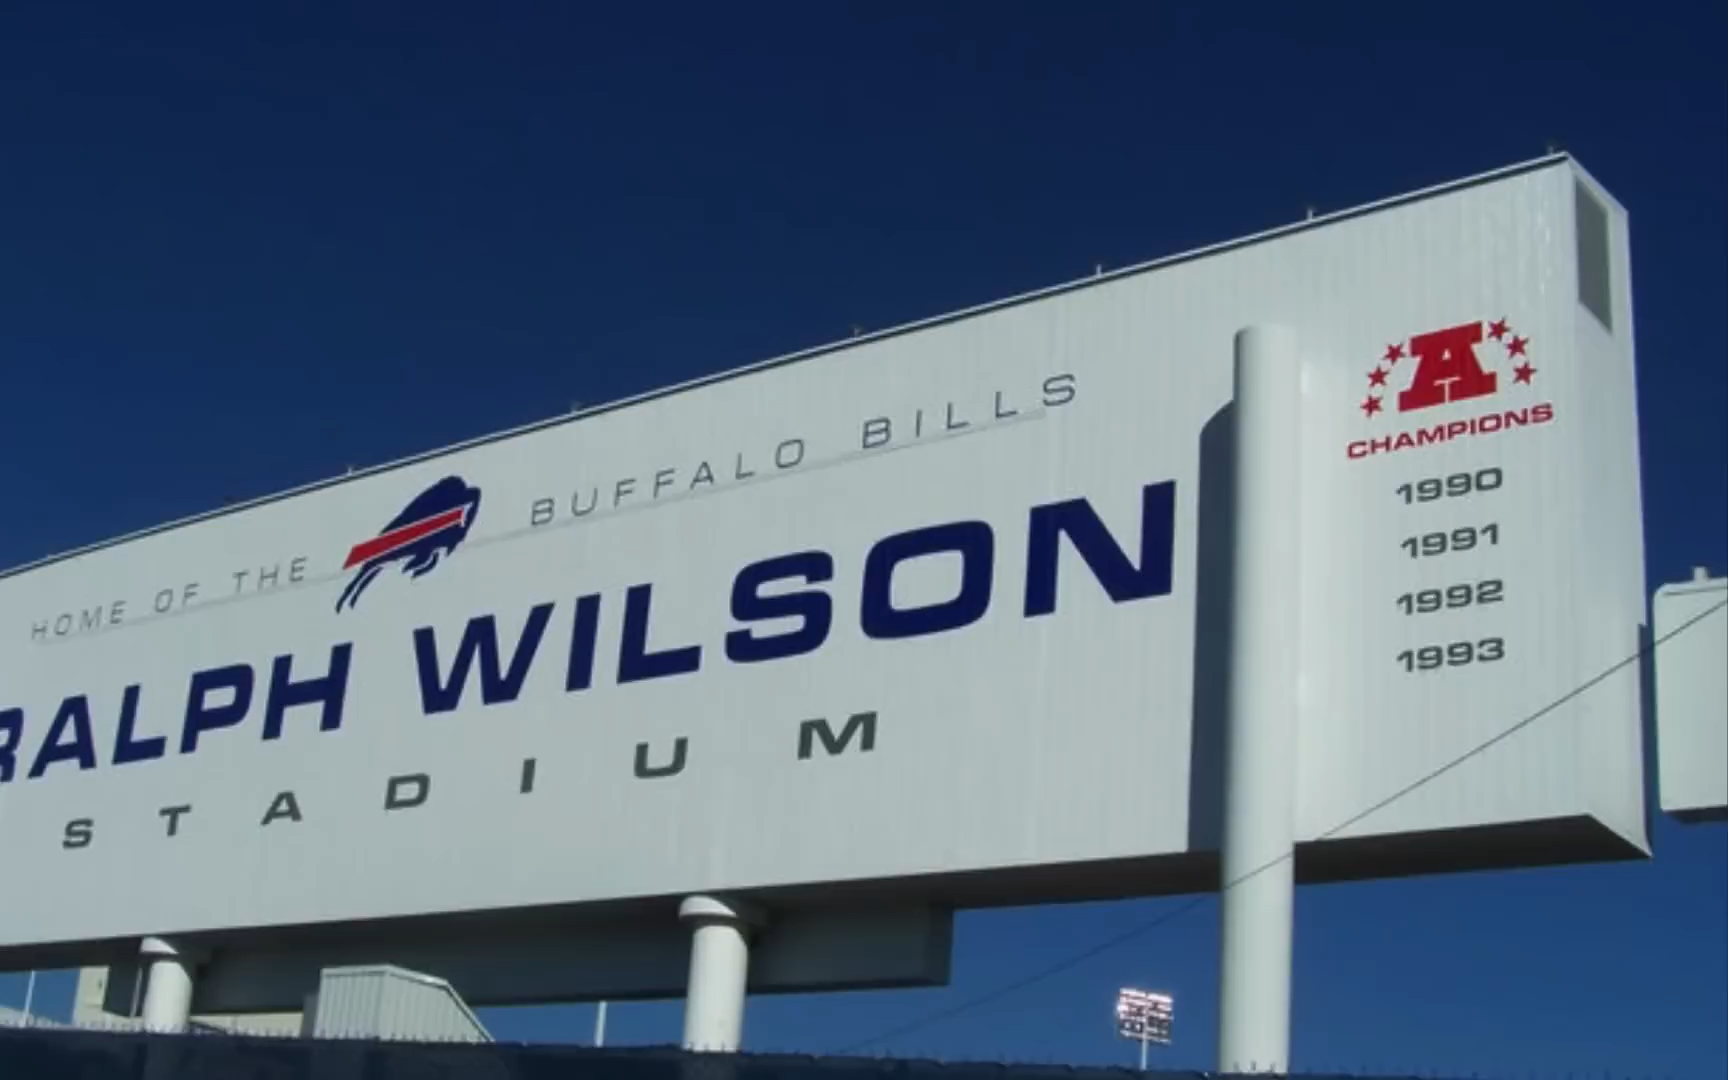 HOME OF THE BUFFALO BILLS
RALPH WILSON
STADIUM
A
CHAMPIONS
1990
1991
1992
1993